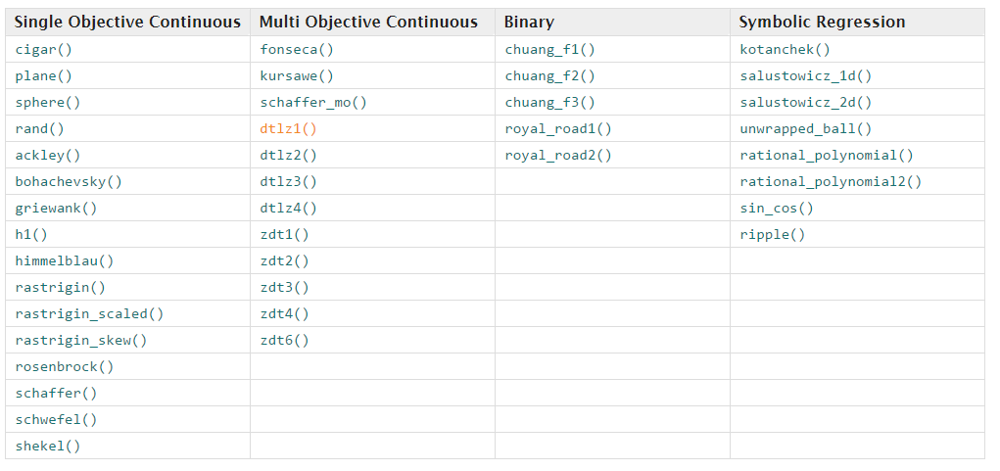 Single Objective Continuous Multi Objective Continuous Binary Symbolic Regression
cigar() fonseca() chuang_f1() kotanchek()
plane() kursawe() chuang_f2() salustowicz_1d()
sphere() schaffer_mo() chuang_f3() salustowicz_2d()
rand() dtlz1() royal_road1() unwrapped_ball()
ackley() dtlz2() royal_road2() rational_polynomial()
bohachevsky() dtlz3() rational_polynomial2()
griewank() dtlz4() sin_cos()
h1() zdt1() ripple()
himmelblau() zdt2()
rastrigin() zdt3()
rastrigin_scaled() zdt4()
rastrigin_skew() zdt6()
rosenbrock()
schaffer()
schwefel()
shekel()